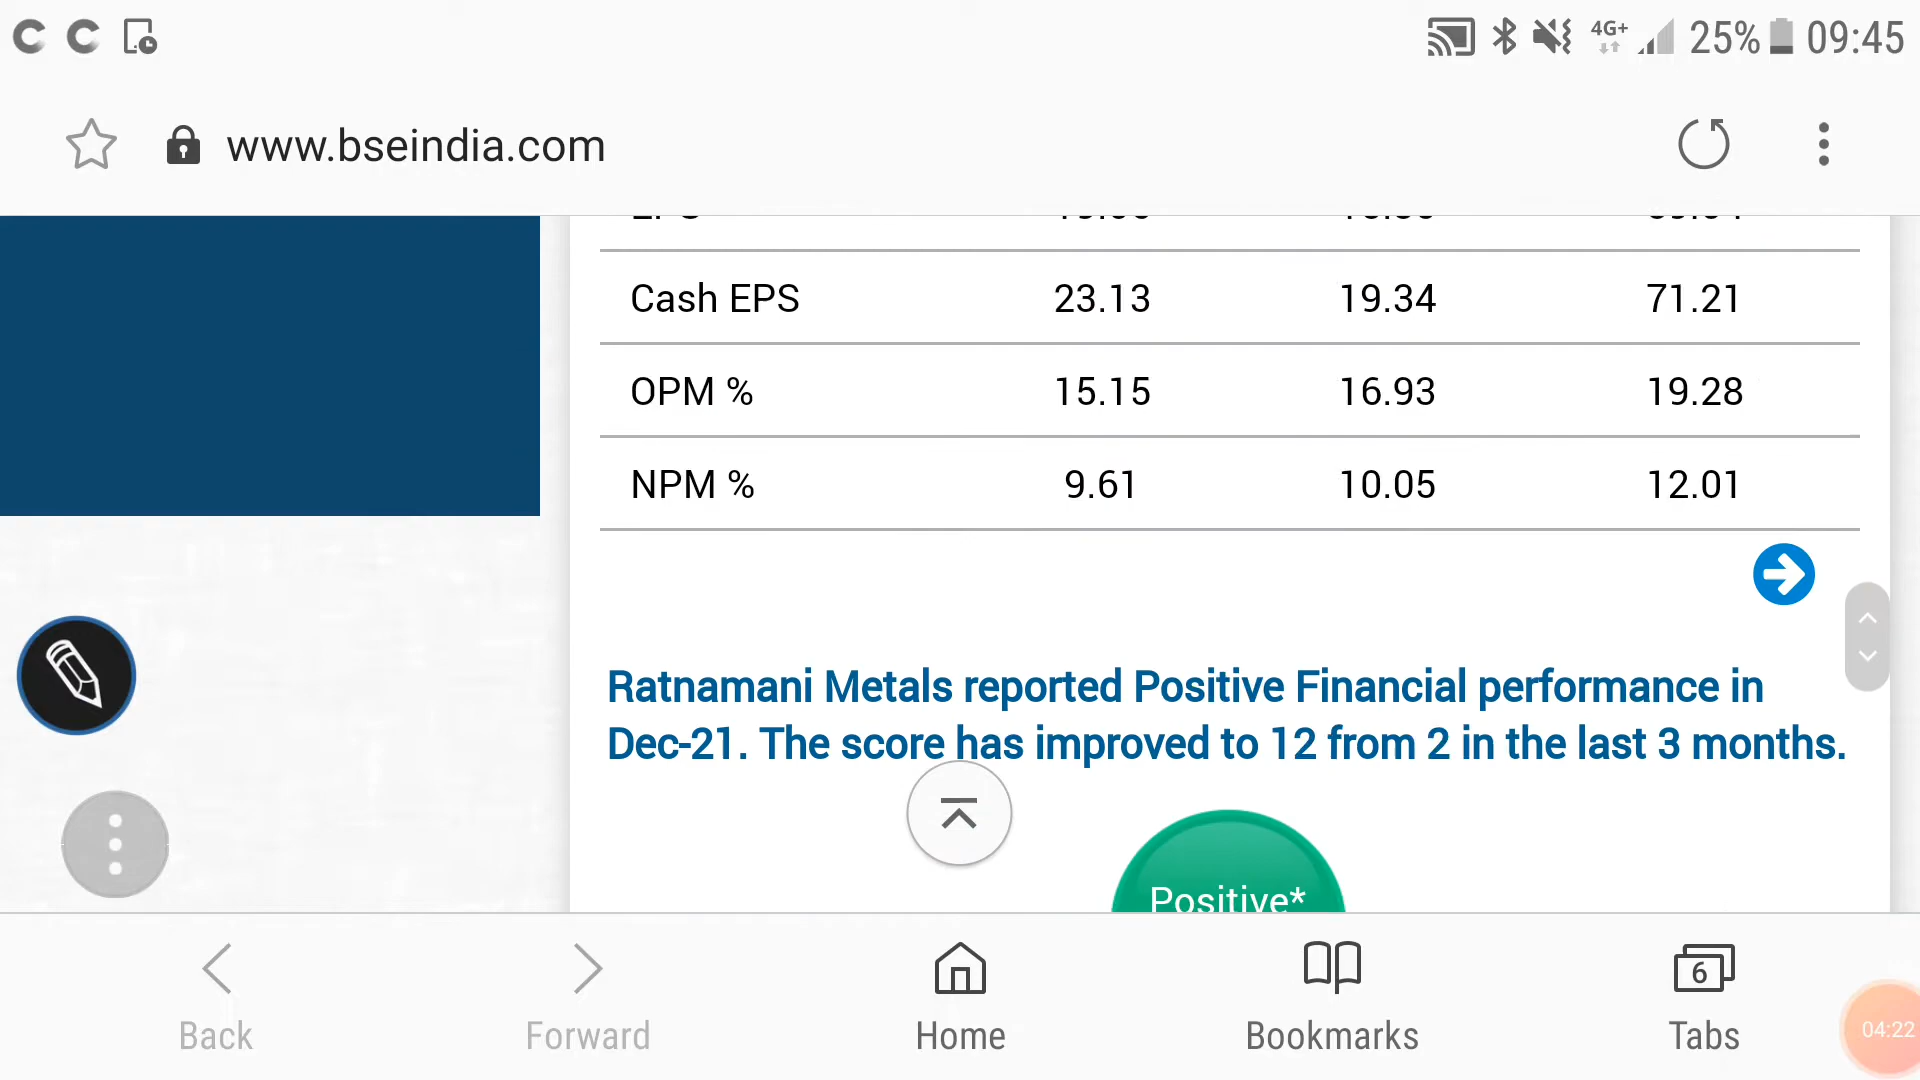 4G+ 25% 09:45
www.bseindia.com
Cash EPS 23.13 19.34 71.21
OPM % 15.15 16.93 19.28
NPM % 9.61 10.05 12.01
Ratnamani Metals reported Positive Financial performance in
Dec-21. The score has improved to 12 from 2 in the last 3 months.
Positive*
6
Back Forward Home Bookmarks Tabs
04:22